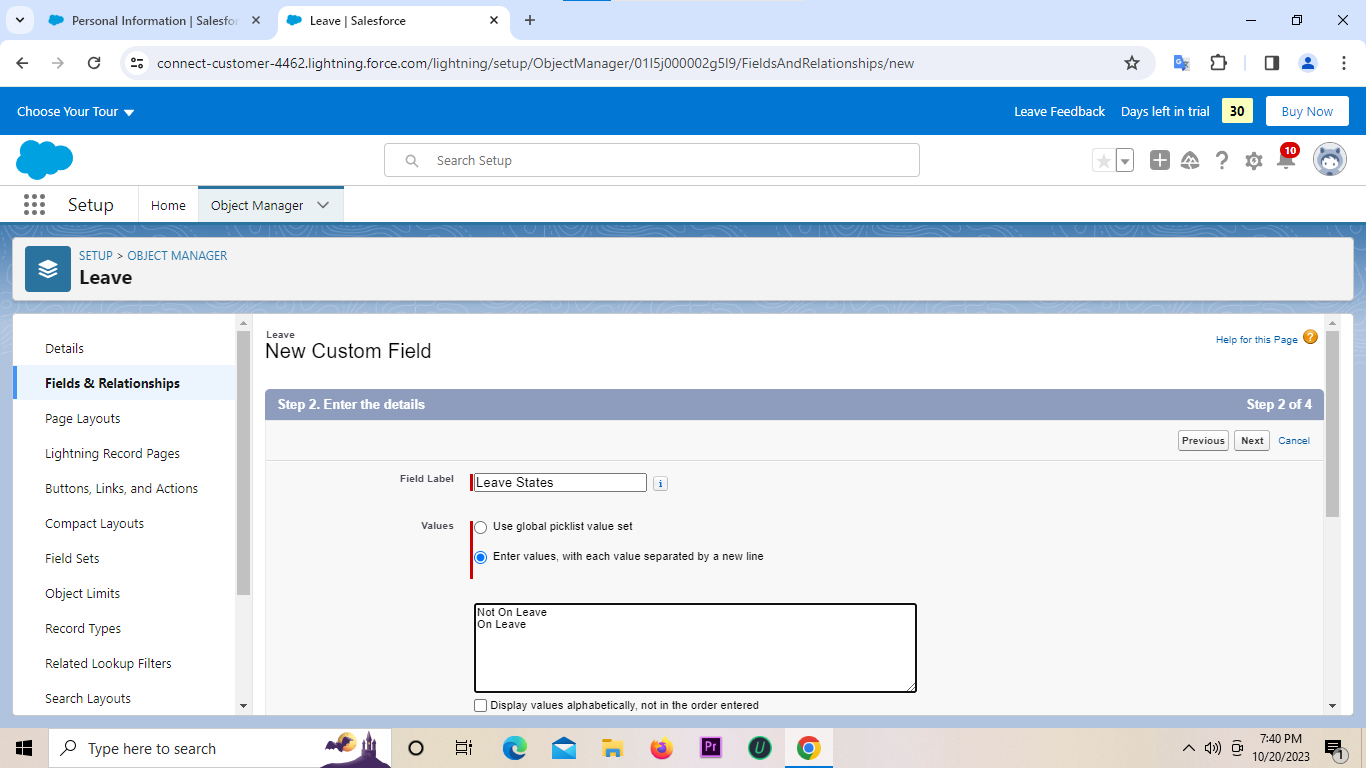 Personal Information | Salesfor
Leave | Salesforce
connect-customer-4462.lightning.force.com/lightning/setup/ObjectManager/01I5j000002g5I9/FieldsAndRelationships/new
Choose Your Tour
Leave Feedback
Days left in trial
30
Buy Now
Search Setup
10
Setup
Home
Object Manager
SETUP > OBJECT MANAGER
Leave
Details
Fields & Relationships
Page Layouts
Lightning Record Pages
Buttons, Links, and Actions
Compact Layouts
Field Sets
Object Limits
Record Types
Related Lookup Filters
Search Layouts
Leave
New Custom Field
Help for this Page
Step 2. Enter the details
Step 2 of 4
Previous
Next
Cancel
Field Label
Leave States
Values
Use global picklist value set
Enter values, with each value separated by a new line
Not On Leave
On Leave
Display values alphabetically, not in the order entered
Type here to search
Pr
7:40 PM
10/20/2023
1